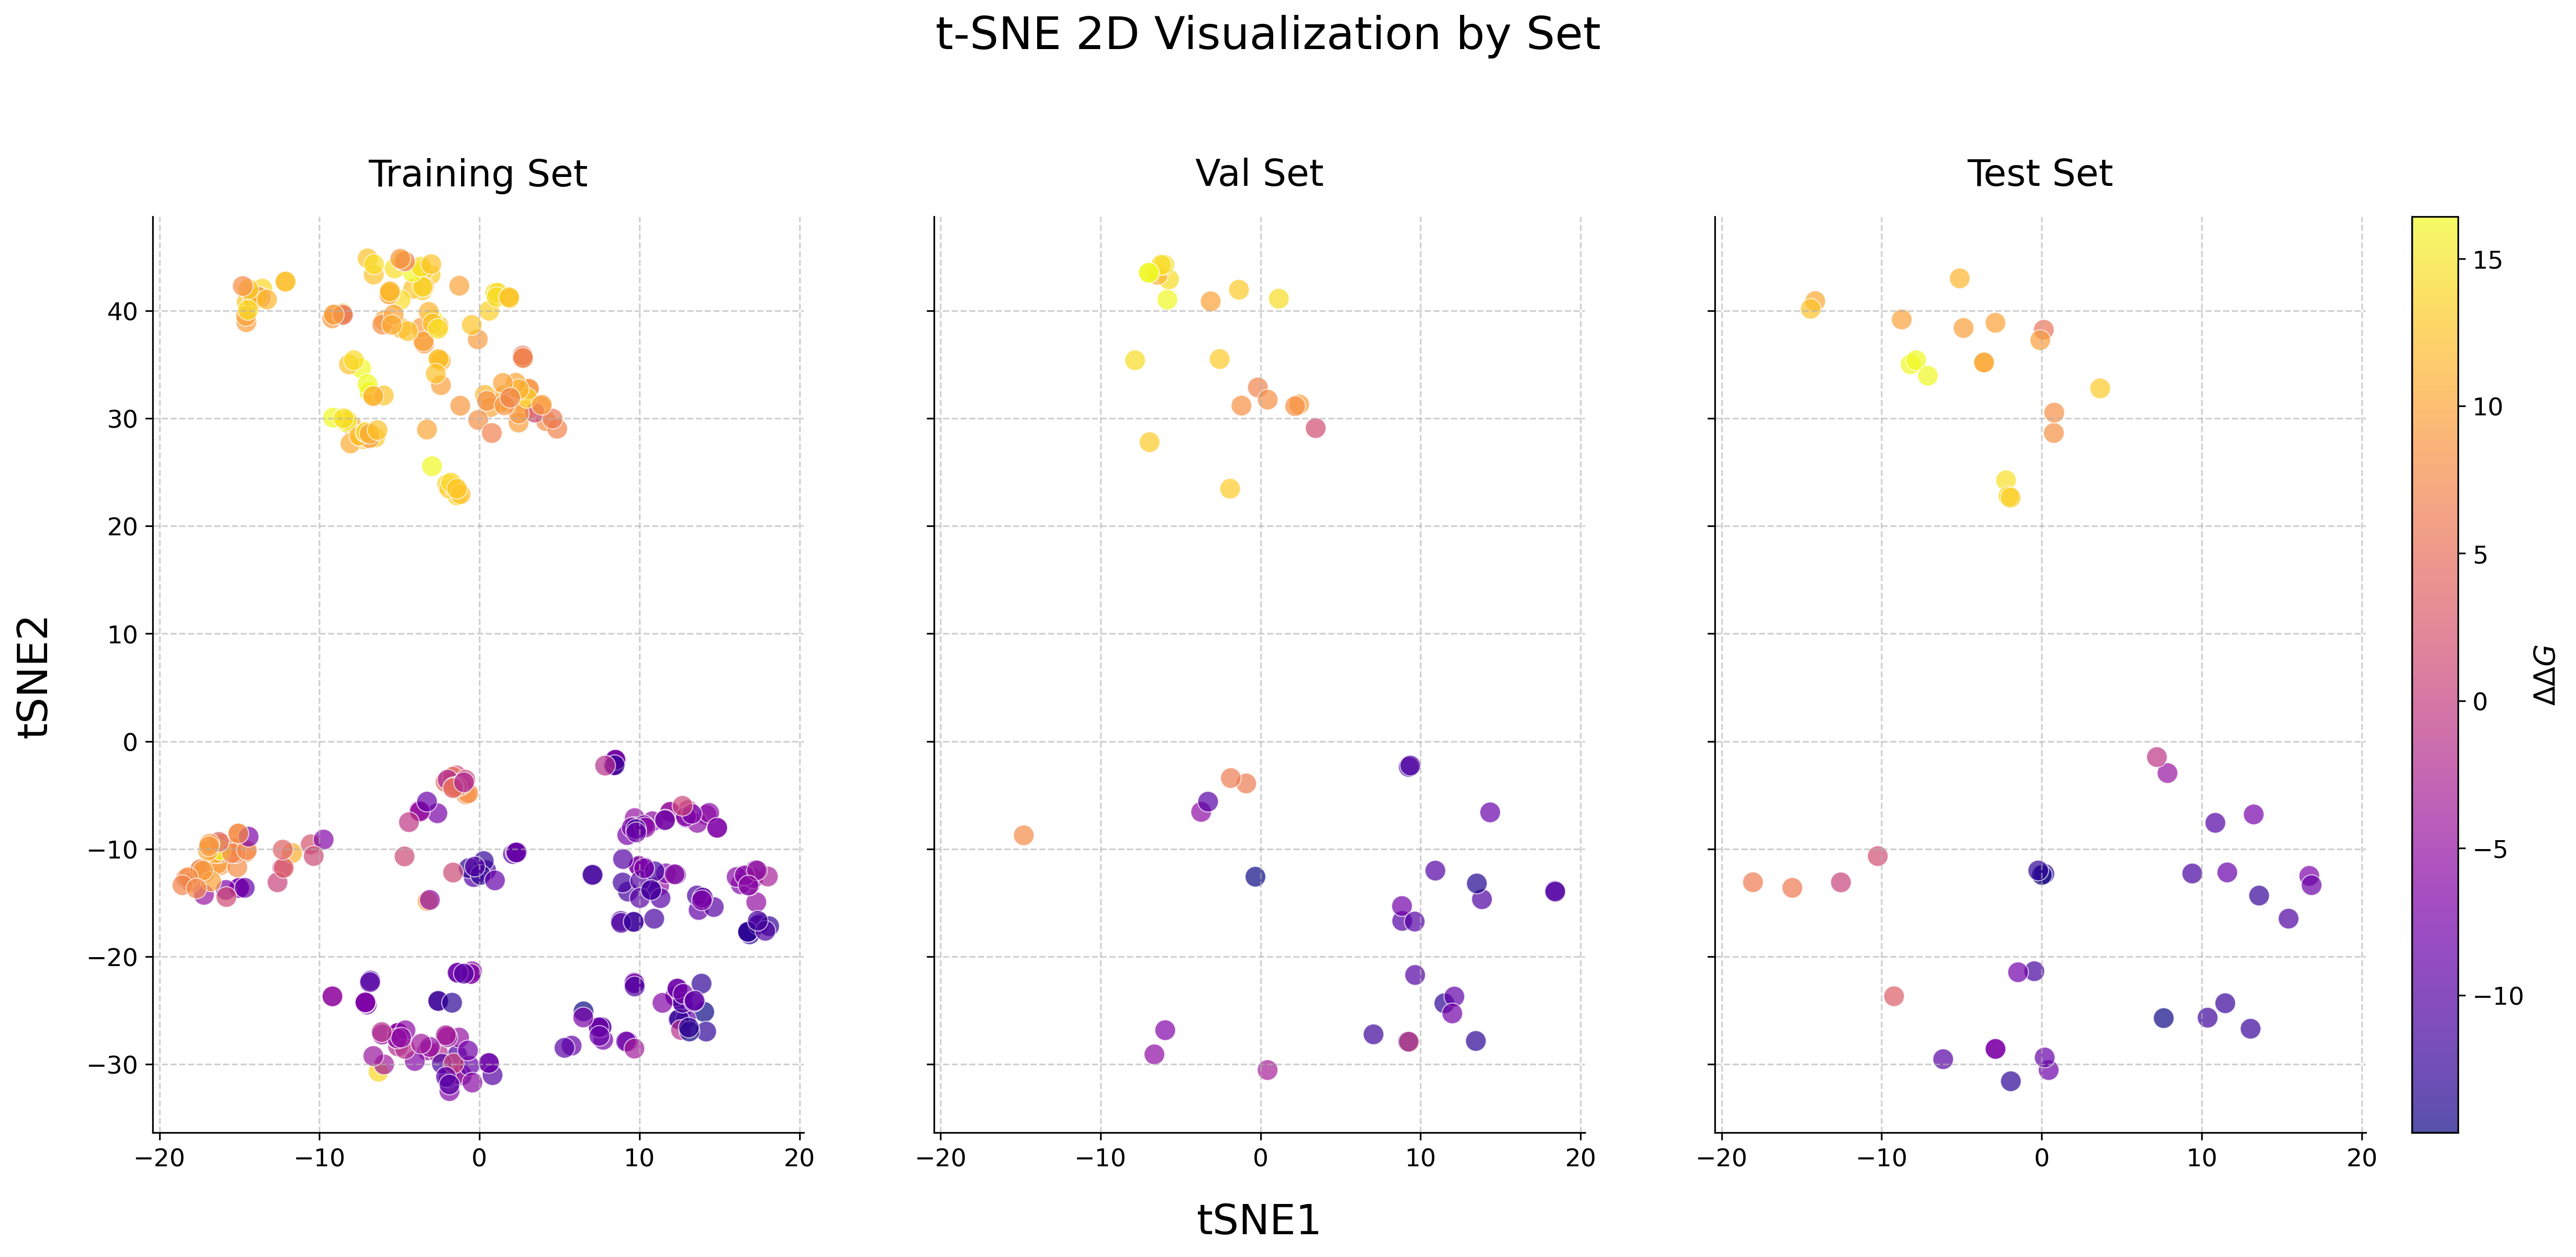 t-SNE 2D Visualization by Set
Training Set
Val Set
Test Set
tSNE2
40
30
20
10
0
−10
−20
−30
−20 −10 0 10 20
−20 −10 0 10 20
−20 −10 0 10 20
tSNE1
15
10
5
0
−5
−10
ΔΔG